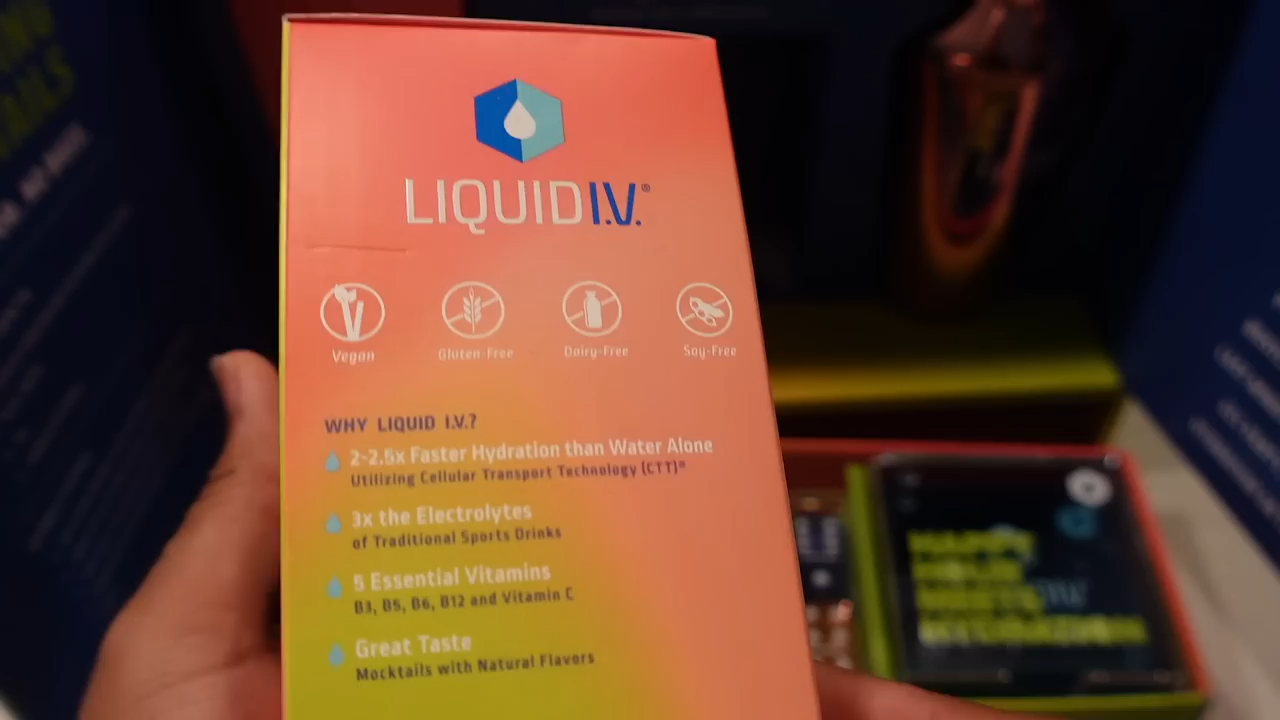 LIQUID I.V.®
Vegan
Gluten-Free
Dairy-Free
Soy-Free
WHY LIQUID I.V.?
2-2.5x Faster Hydration than Water Alone
Utilizing Cellular Transport Technology (CTT)®
3x the Electrolytes
of Traditional Sports Drinks
5 Essential Vitamins
B3, B5, B6, B12 and Vitamin C
Great Taste
Mocktails with Natural Flavors
HAPPY
HOUR